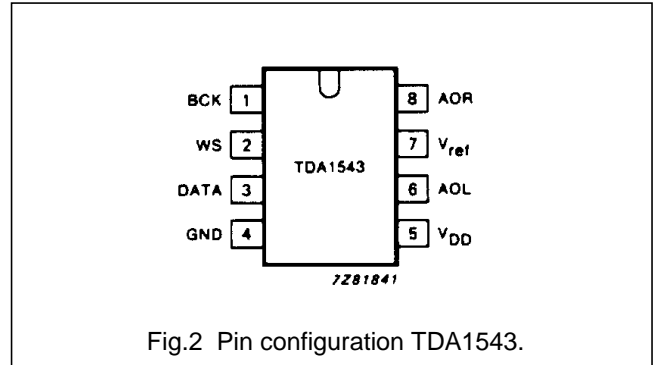 BCK 1 8 AOR
WS 2 7 Vref
TDA1543
DATA 3 6 AOL
GND 4 5 VDD
7Z81841
Fig.2 Pin configuration TDA1543.